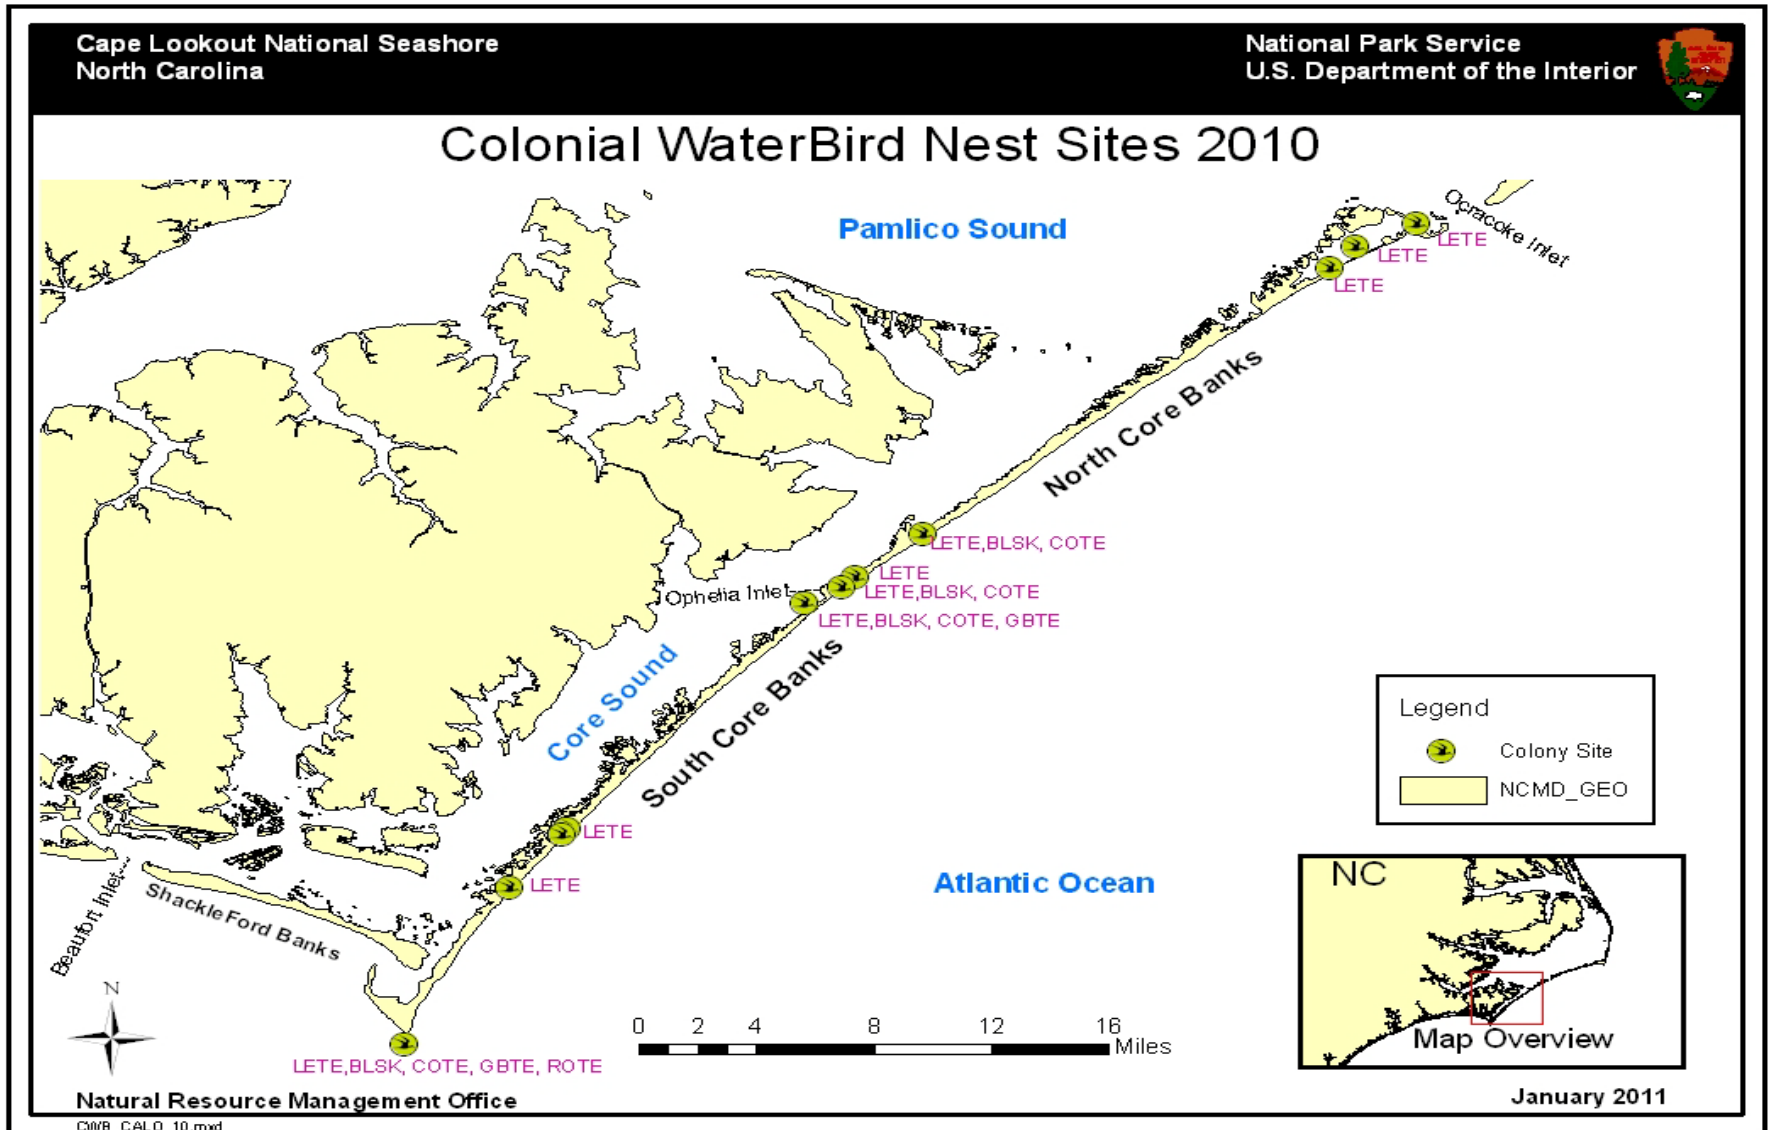 Cape Lookout National Seashore
North Carolina
National Park Service
U.S. Department of the Interior
Colonial WaterBird Nest Sites 2010
Pamlico Sound
Ocracoke Inlet
LETE
LETE
LETE
North Core Banks
LETE,BLSK, COTE
LETE
Ophelia Inlet
LETE,BLSK, COTE
LETE,BLSK, COTE, GBTE
Core Sound
South Core Banks
Legend
Colony Site
NCMD_GEO
LETE
LETE
Atlantic Ocean
Beaufort Inlet
ShackleFord Banks
NC
Map Overview
N
0 2 4 8 12 16
Miles
LETE,BLSK, COTE, GBTE, ROTE
Natural Resource Management Office
January 2011
CWB_CALO_10.mxd